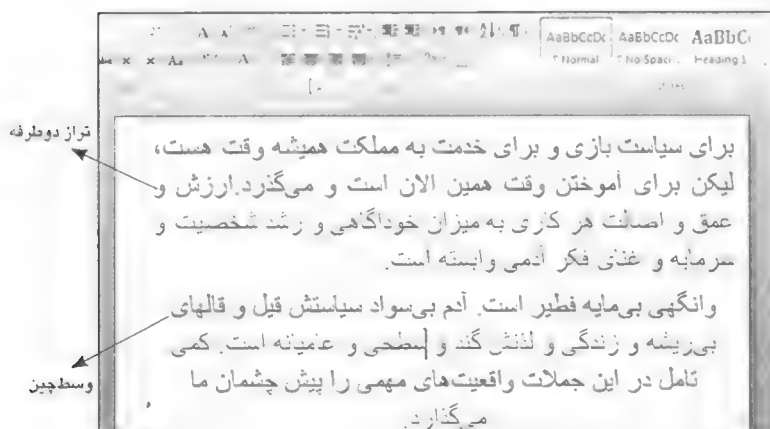 AaBbCcDc AaBbCcDc AaBbC
Normal No Spaci... Heading 1
تراز دوطرفه
برای سیاست بازی و برای خدمت به مملکت همیشه وقت هست،
لیکن برای آموختن وقت همین الان است و می‌گذرد.ارزش و
عمق و اصالت هر کاری به میزان خوداگاهی و رشد شخصیت و
سرمایه و غنای فکر آدمی وابسته است.
وانگهی بی‌مایه فطیر است. آدم بی‌سواد سیاستش قیل و قالهای
بی‌ریشه و زندگی و لذتش گند و سطحی و عامیانه است. کمی
تامل در این جملات واقعیت‌های مهمی را پیش چشمان ما
می‌گذارد.
وسط‌چین